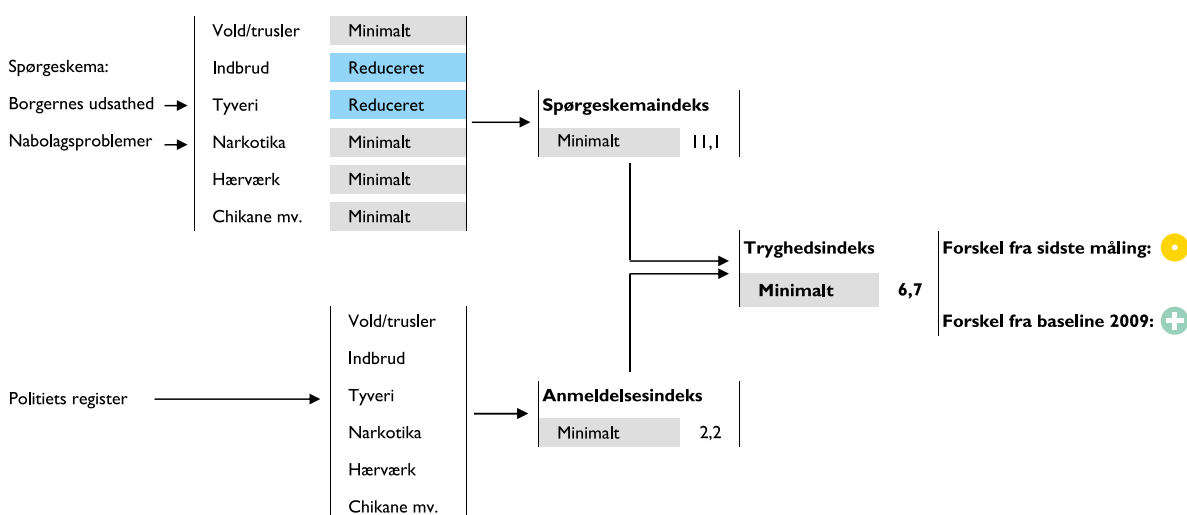 Spørgeskema:
Borgernes udsathed
Nabolagsproblemer
Vold/trusler Minimalt
Indbrud Reduceret
Tyveri Reduceret
Narkotika Minimalt
Hærværk Minimalt
Chikane mv. Minimalt
Spørgeskemaindeks
Minimalt 11,1
Politiets register
Vold/trusler
Indbrud
Tyveri
Narkotika
Hærværk
Chikane mv.
Anmeldelsesindeks
Minimalt 2,2
Tryghedsindeks
Minimalt 6,7
Forskel fra sidste måling:
Forskel fra baseline 2009: